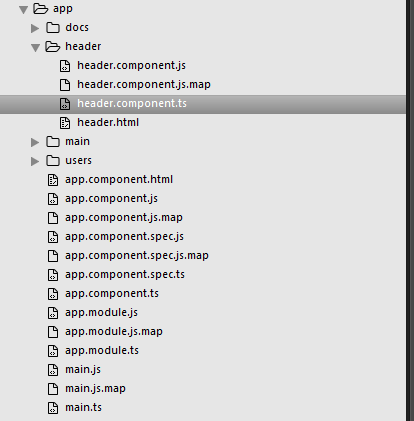 app
docs
header
header.component.js
header.component.js.map
header.component.ts
header.html
main
users
app.component.html
app.component.js
app.component.js.map
app.component.spec.js
app.component.spec.js.map
app.component.spec.ts
app.component.ts
app.module.js
app.module.js.map
app.module.ts
main.js
main.js.map
main.ts